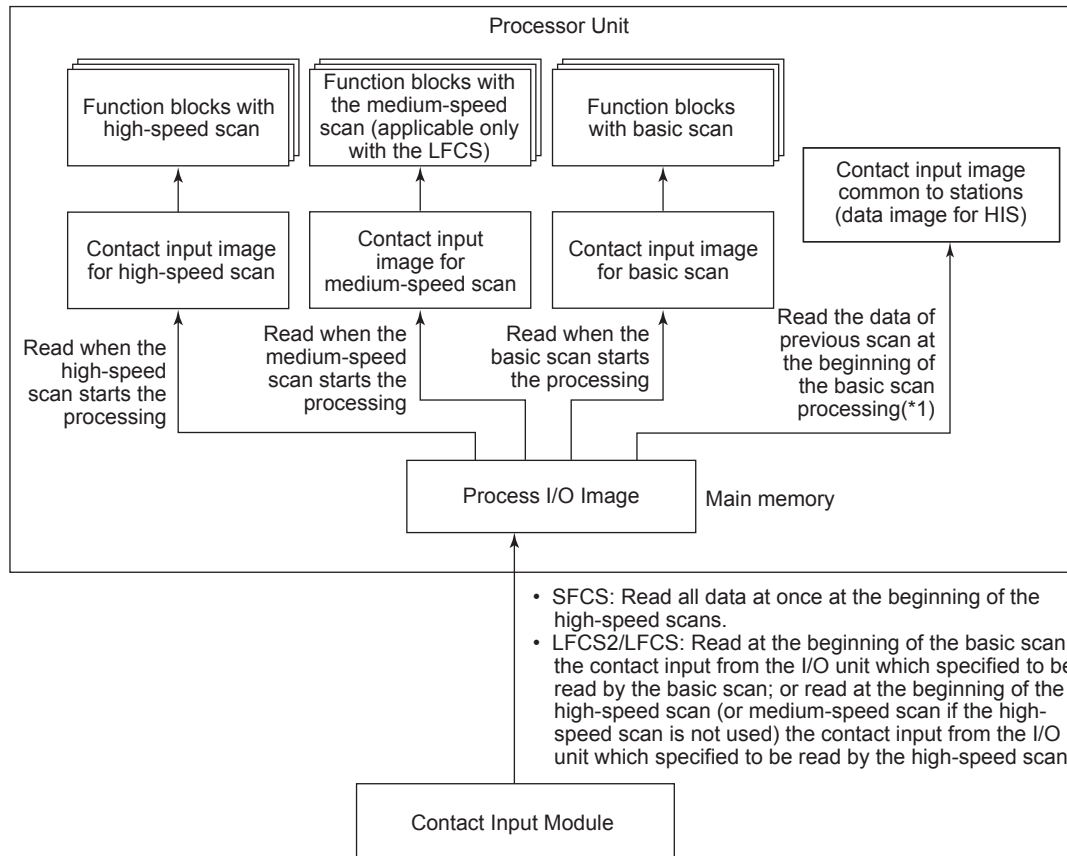 Processor Unit
Function blocks with
high-speed scan
Function blocks with
the medium-speed
scan (applicable only
with the LFCS)
Function blocks
with basic scan
Contact input image
common to stations
(data image for HIS)
Contact input image
for high-speed scan
Contact input
image for
medium-speed scan
Contact input image
for basic scan
Read when the
high-speed
scan starts the
processing
Read when the
medium-speed
scan starts the
processing
Read when the
basic scan starts
the processing
Read the data of
previous scan at
the beginning of
the basic scan
processing(*1)
Process I/O Image
Main memory
• SFCS: Read all data at once at the beginning of the
high-speed scans.
• LFCS2/LFCS: Read at the beginning of the basic scan
the contact input from the I/O unit which specified to be
read by the basic scan; or read at the beginning of the
high-speed scan (or medium-speed scan if the high-
speed scan is not used) the contact input from the I/O
unit which specified to be read by the high-speed scan
Contact Input Module